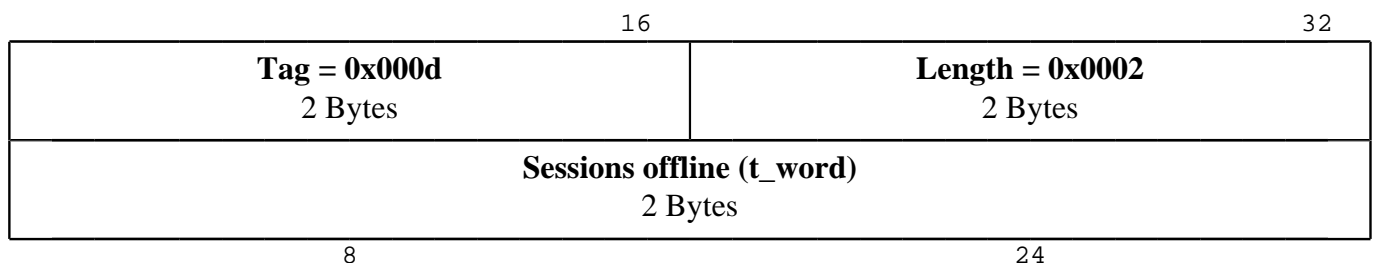 16 32
Tag = 0x000d Length = 0x0002
2 Bytes 2 Bytes
Sessions offline (t_word)
2 Bytes
8 24